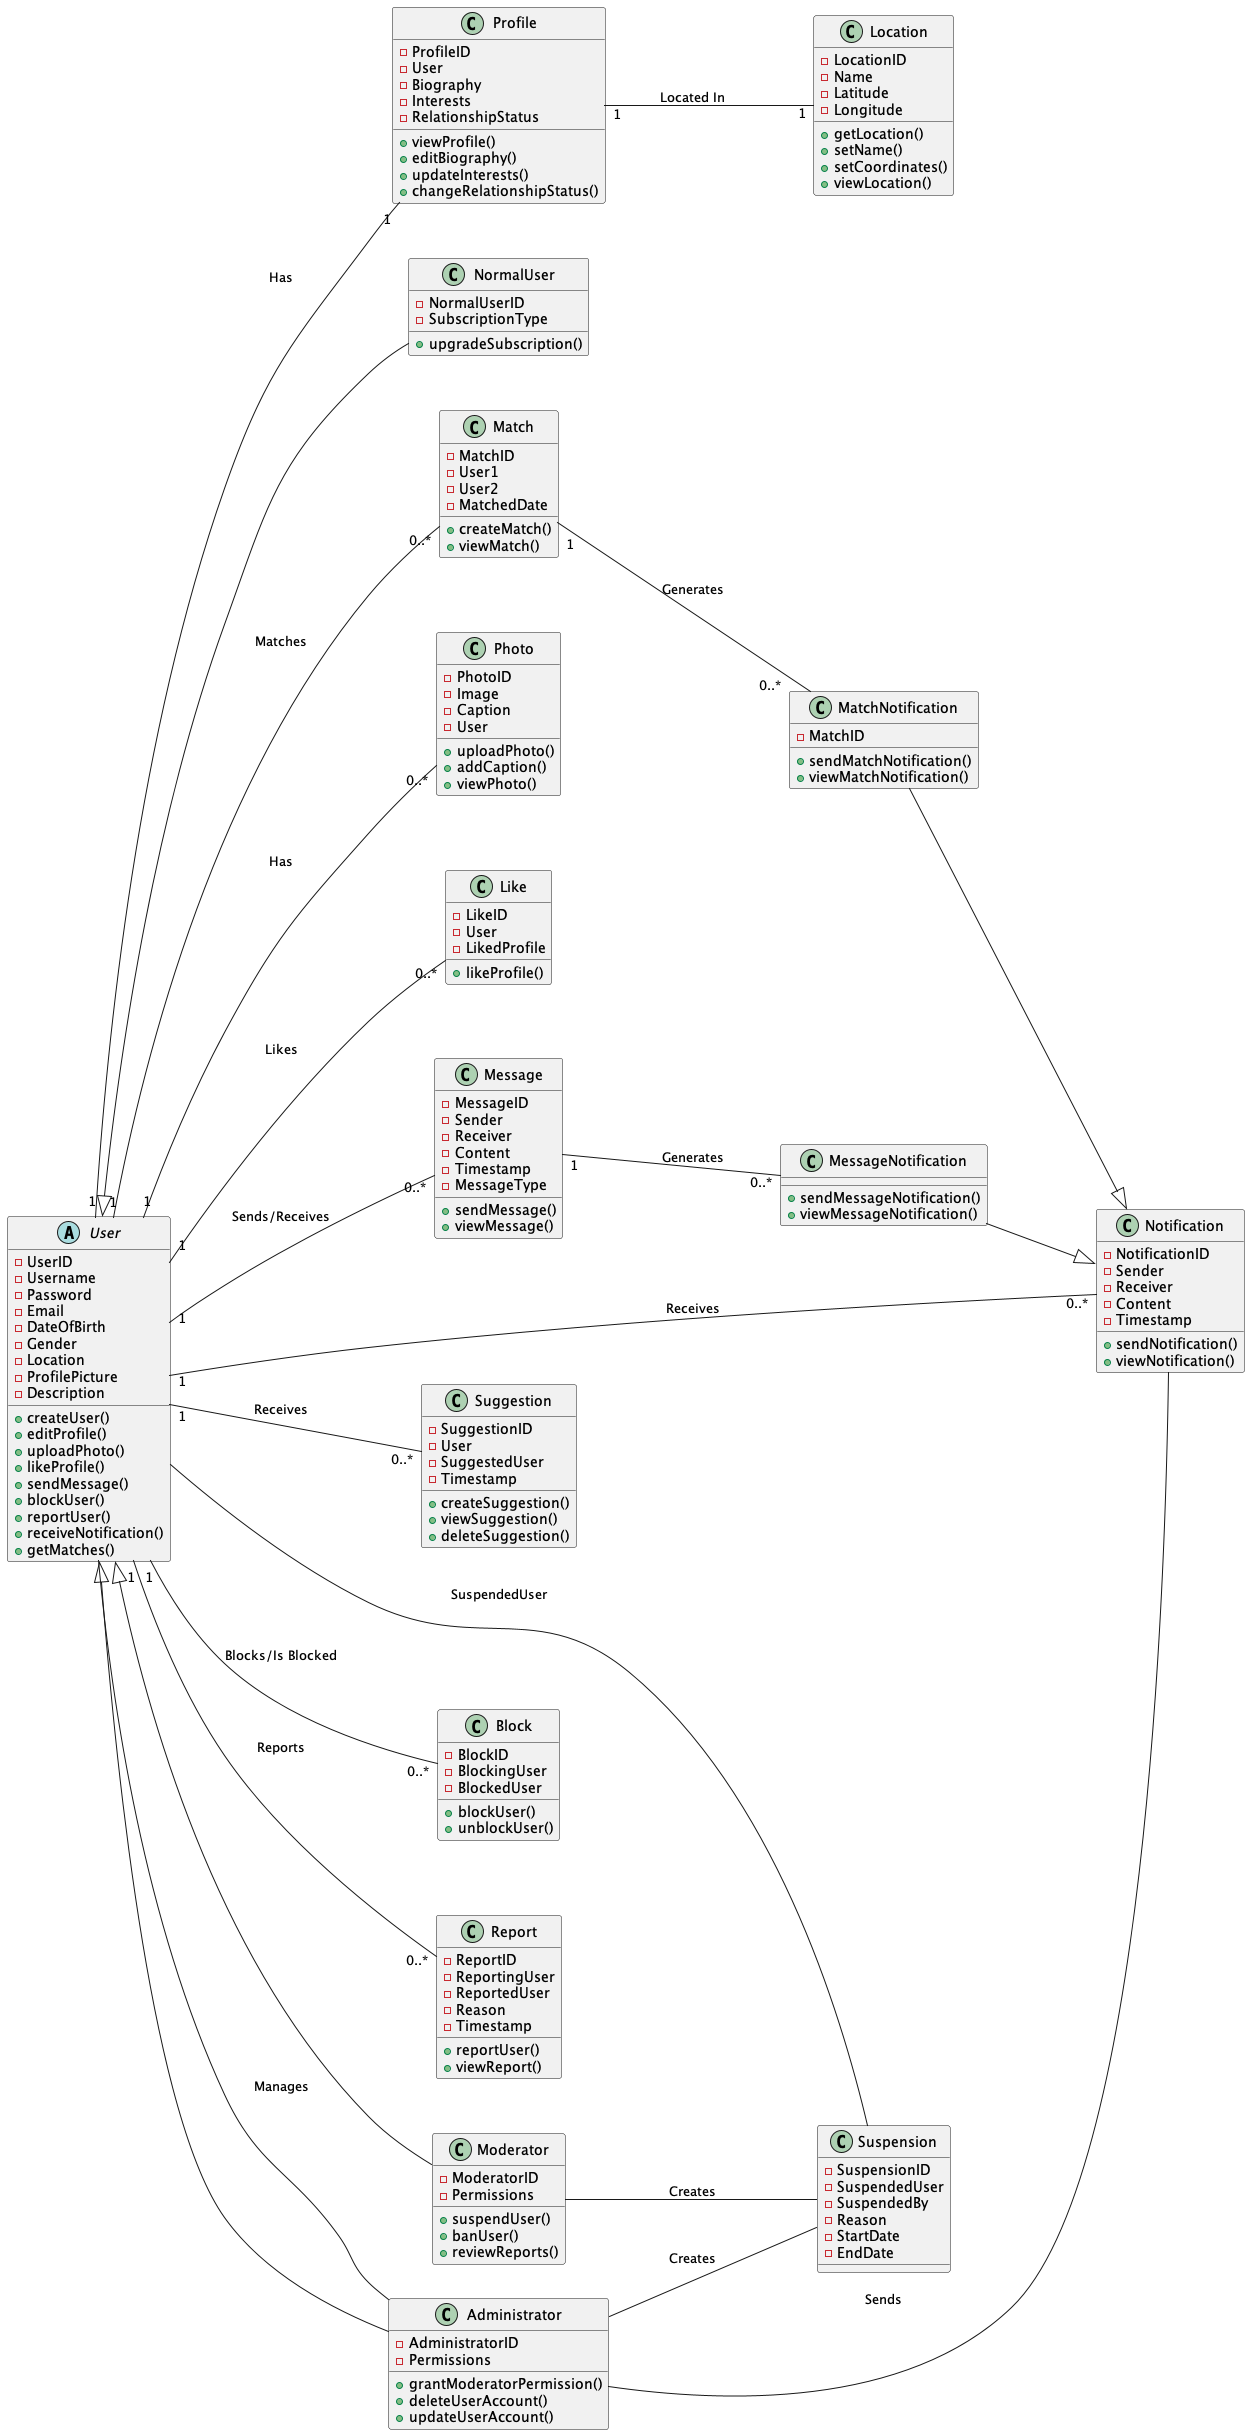 C Profile
ProfileID
User
Biography
Interests
RelationshipStatus
viewProfile()
editBiography()
updateInterests()
changeRelationshipStatus()
C Location
LocationID
Name
Latitude
Longitude
getLocation()
setName()
setCoordinates()
viewLocation()
Located In
1
1
1
Has
C NormalUser
NormalUserID
SubscriptionType
upgradeSubscription()
C Match
MatchID
User1
User2
MatchedDate
createMatch()
viewMatch()
0..*
1
Generates
Matches
0..*
C Photo
PhotoID
Image
Caption
User
uploadPhoto()
addCaption()
viewPhoto()
C MatchNotification
MatchID
sendMatchNotification()
viewMatchNotification()
0..*
Has
C Like
LikeID
User
LikedProfile
likeProfile()
0..*
Likes
C Message
MessageID
Sender
Receiver
Content
Timestamp
MessageType
sendMessage()
viewMessage()
1
Generates
0..*
C MessageNotification
sendMessageNotification()
viewMessageNotification()
0..*
Sends/Receives
1
1
1
1
1
A User
UserID
Username
Password
Email
DateOfBirth
Gender
Location
ProfilePicture
Description
createUser()
editProfile()
uploadPhoto()
likeProfile()
sendMessage()
blockUser()
reportUser()
receiveNotification()
getMatches()
C Notification
NotificationID
Sender
Receiver
Content
Timestamp
sendNotification()
viewNotification()
Receives
0..*
1
1
Receives
0..*
C Suggestion
SuggestionID
User
SuggestedUser
Timestamp
createSuggestion()
viewSuggestion()
deleteSuggestion()
1
1
SuspendedUser
Blocks/Is Blocked
C Block
BlockID
BlockingUser
BlockedUser
blockUser()
unblockUser()
0..*
Reports
C Report
ReportID
ReportingUser
ReportedUser
Reason
Timestamp
reportUser()
viewReport()
0..*
Manages
C Moderator
ModeratorID
Permissions
suspendUser()
banUser()
reviewReports()
Creates
C Suspension
SuspensionID
SuspendedUser
SuspendedBy
Reason
StartDate
EndDate
Creates
Sends
C Administrator
AdministratorID
Permissions
grantModeratorPermission()
deleteUserAccount()
updateUserAccount()